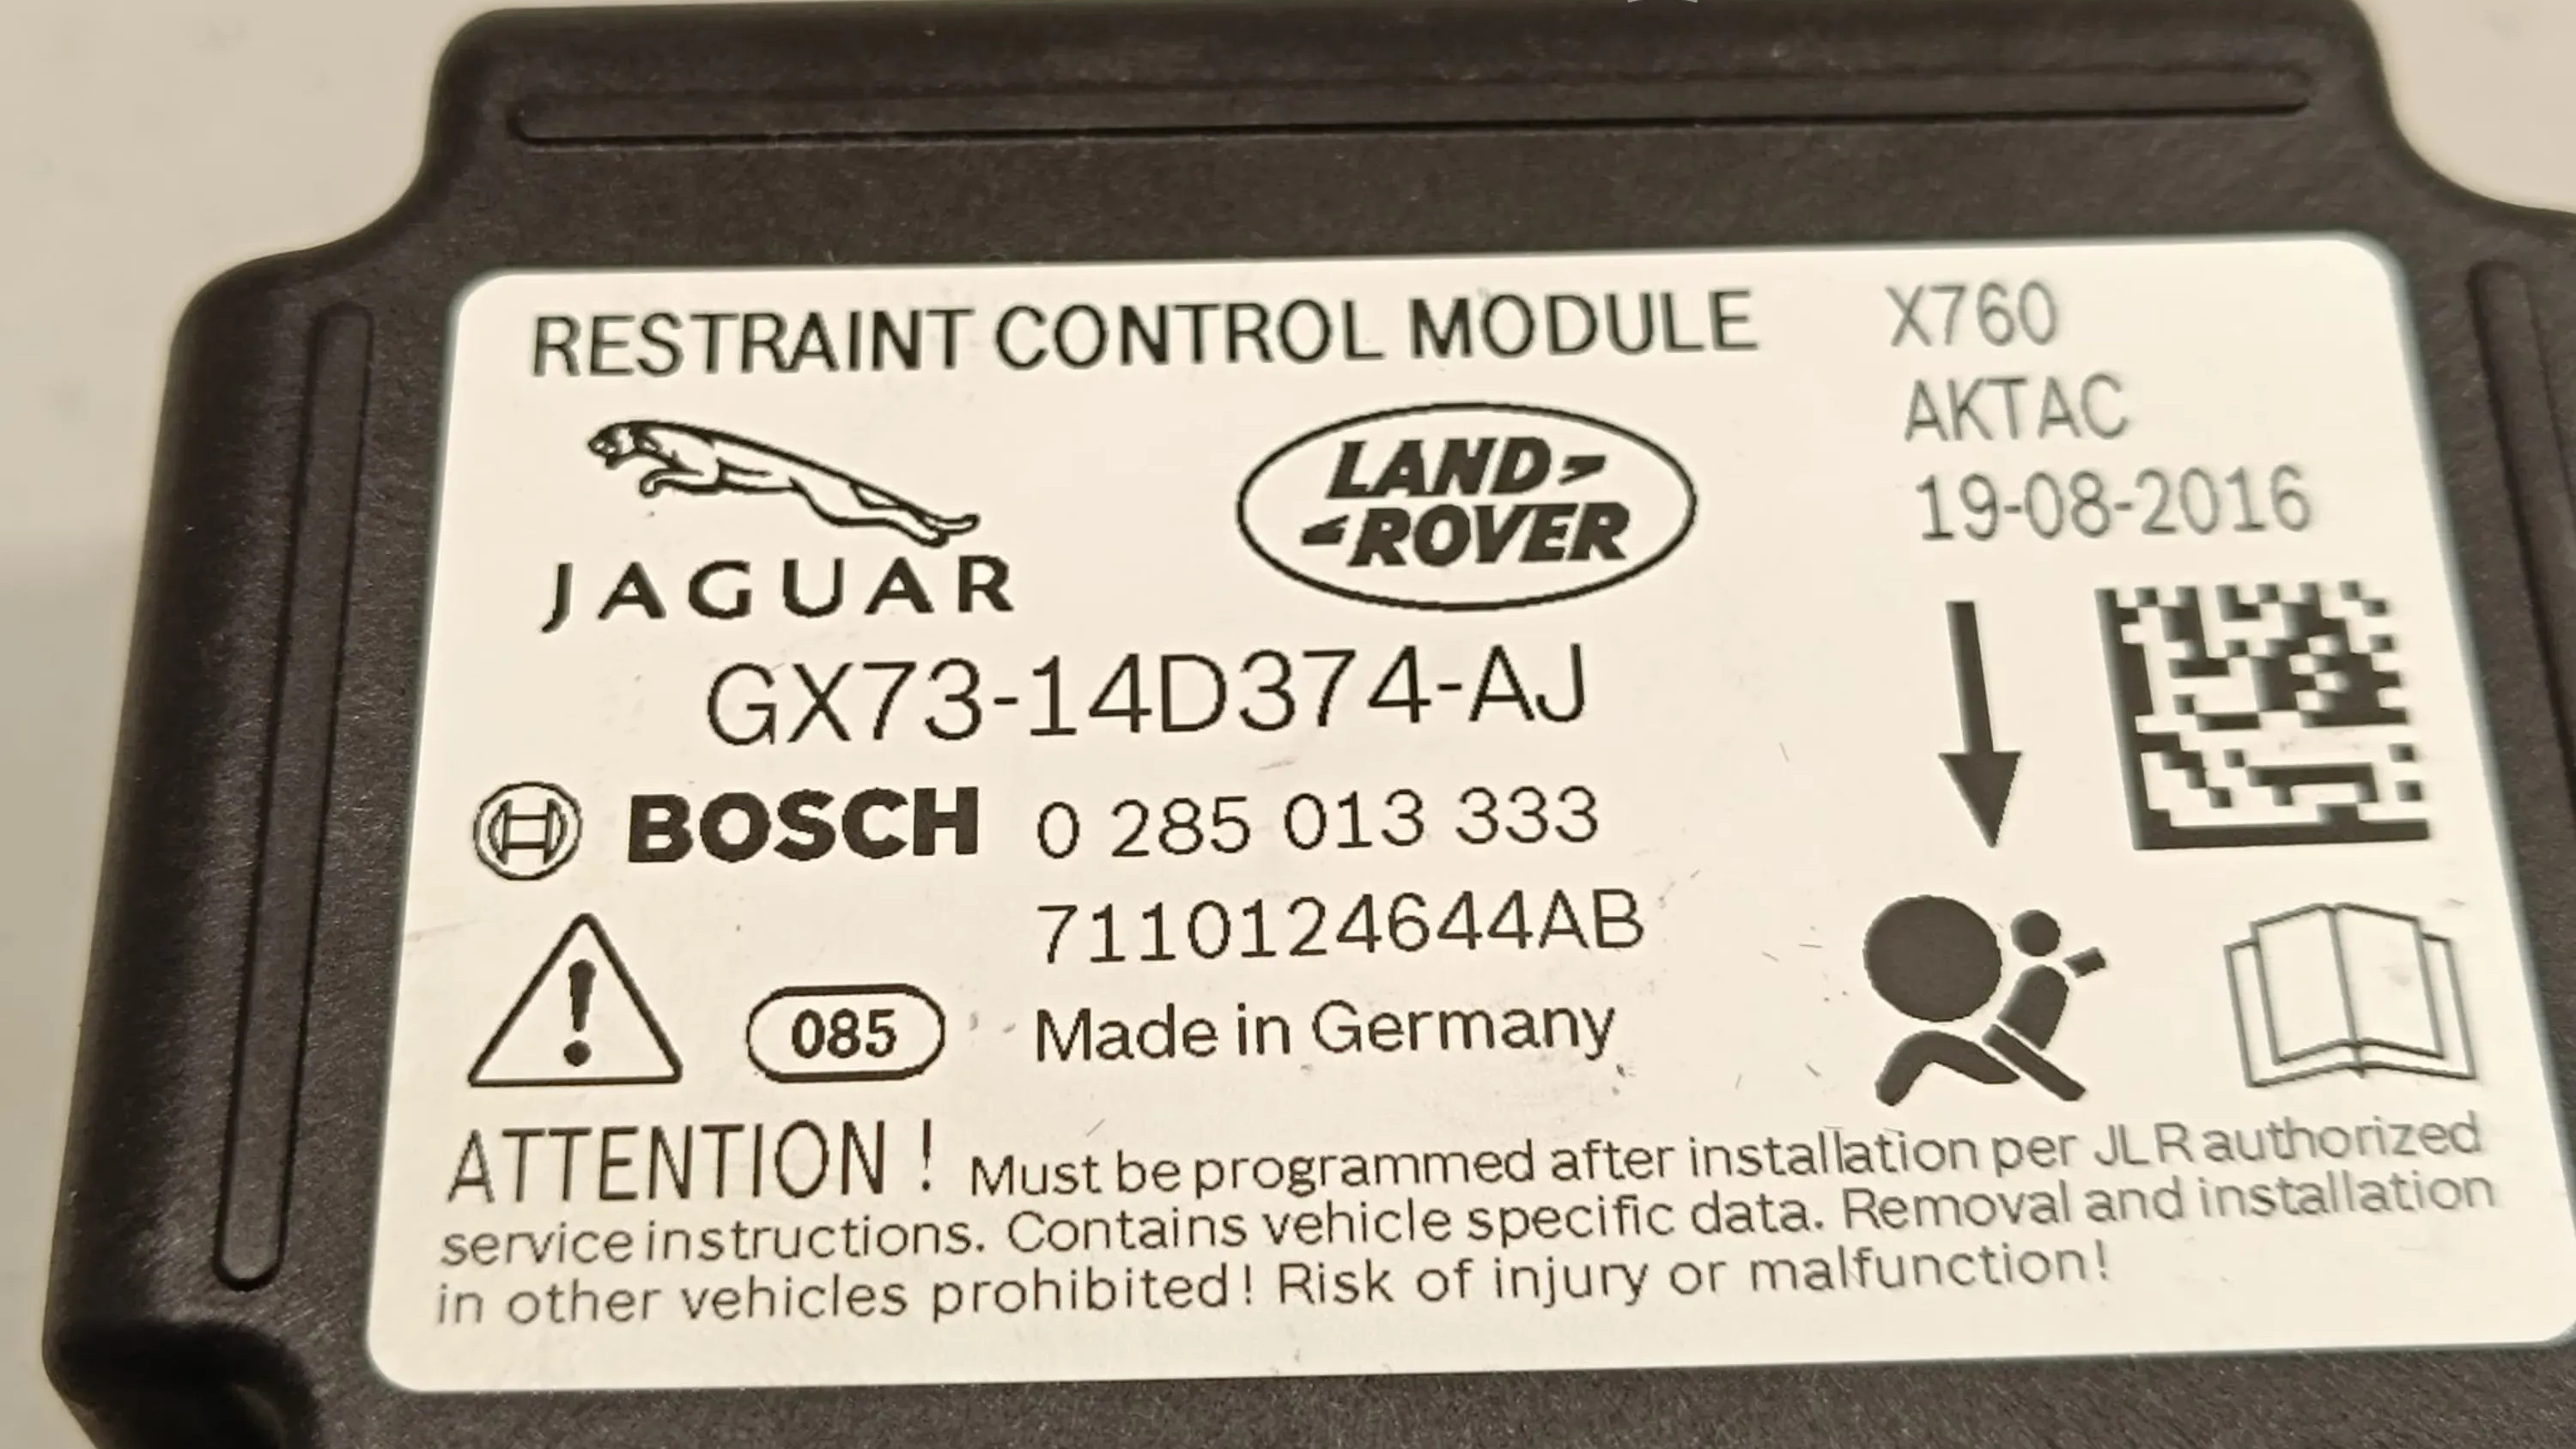 RESTRAINT CONTROL MODULE
X760
AKTAC
19-08-2016
JAGUAR
LAND
ROVER
GX73-14D374-AJ
BOSCH 0 285 013 333
7110124644AB
085 Made in Germany
ATTENTION ! Must be programmed after installation per JLR authorized
service instructions. Contains vehicle specific data. Removal and installation
in other vehicles prohibited! Risk of injury or malfunction!